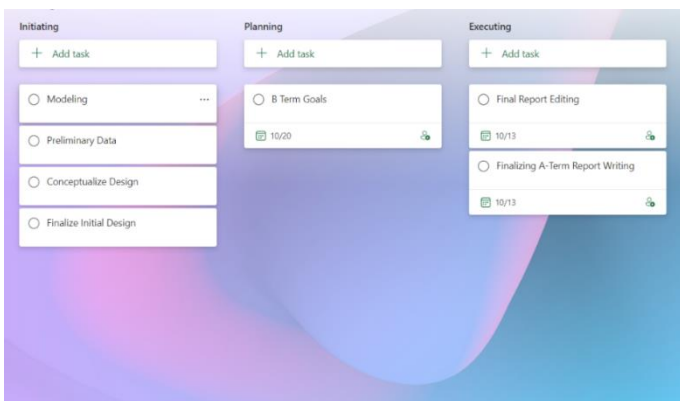 Initiating
+ Add task
Modeling ...
Preliminary Data
Conceptualize Design
Finalize Initial Design
Planning
+ Add task
B Term Goals
10/20
Executing
+ Add task
Final Report Editing
10/13
Finalizing A-Term Report Writing
10/13